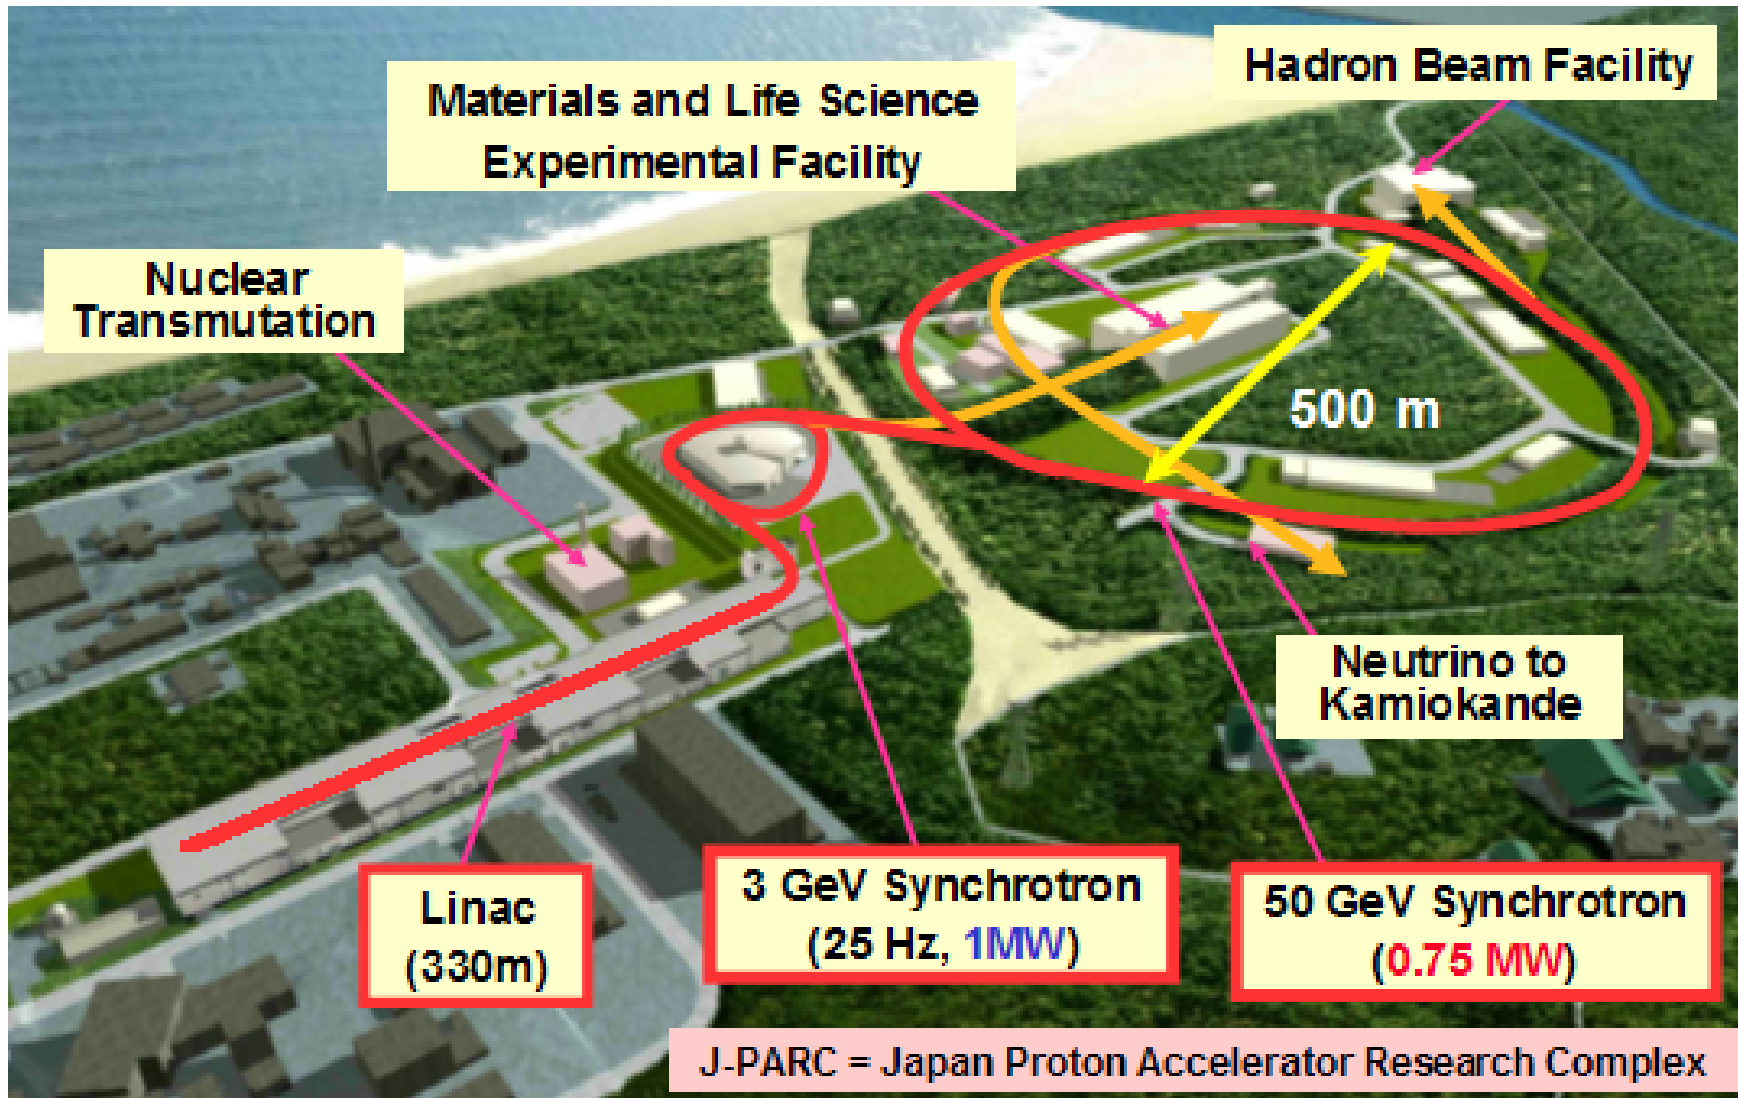 Hadron Beam Facility
Materials and Life Science
Experimental Facility
Nuclear
Transmutation
500 m
Neutrino to
Kamiokande
Linac
(330m)
3 GeV Synchrotron
(25 Hz, 1MW)
50 GeV Synchrotron
(0.75 MW)
J-PARC = Japan Proton Accelerator Research Complex